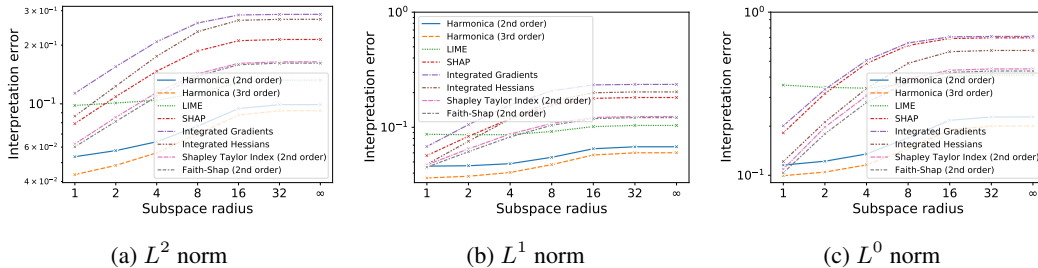 3 × 10⁻¹
2 × 10⁻¹
10⁻¹
6 × 10⁻²
4 × 10⁻²
Interpretation error
Harmonica (2nd order)
Harmonica (3rd order)
LIME
SHAP
Integrated Gradients
Integrated Hessians
Shapley Taylor Index (2nd order)
Faith-Shap (2nd order)
1 2 4 8 16 32 ∞
Subspace radius
(a) L² norm
10⁰
10⁻¹
Interpretation error
Harmonica (2nd order)
Harmonica (3rd order)
LIME
SHAP
Integrated Gradients
Integrated Hessians
Shapley Taylor Index (2nd order)
Faith-Shap (2nd order)
1 2 4 8 16 32 ∞
Subspace radius
(b) L¹ norm
10⁰
10⁻¹
Interpretation error
Harmonica (2nd order)
Harmonica (3rd order)
LIME
SHAP
Integrated Gradients
Integrated Hessians
Shapley Taylor Index (2nd order)
Faith-Shap (2nd order)
1 2 4 8 16 32 ∞
Subspace radius
(c) L⁰ norm